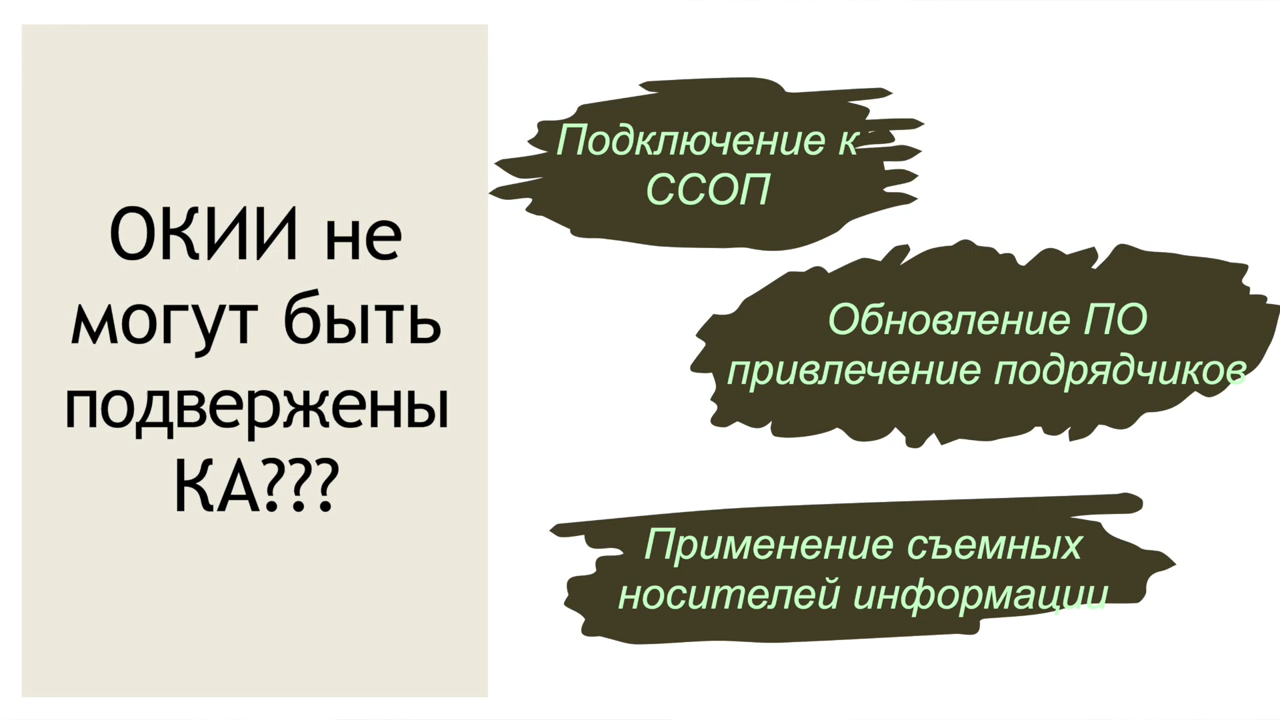 ОКИИ не
могут быть
подвержены
КА???
Подключение к
ССОП
Обновление ПО
привлечение подрядчиков
Применение съемных
носителей информации